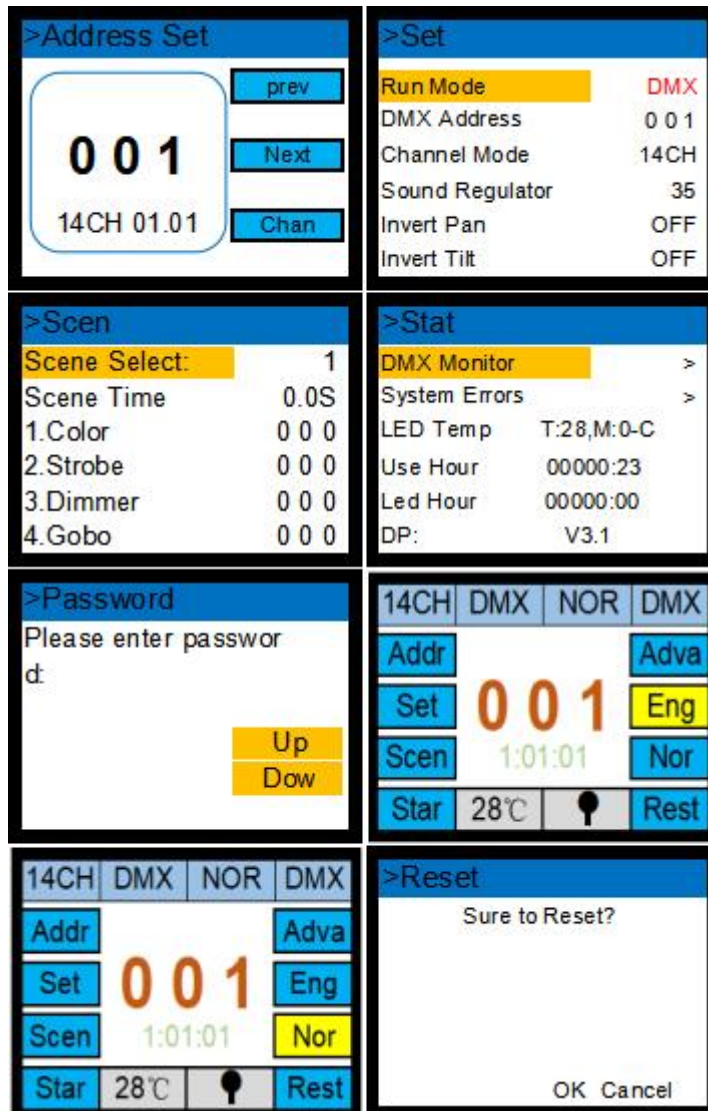 >Address Set
prev
0 0 1
Next
14CH 01.01
Chan
>Set
Run Mode DMX
DMX Address 0 0 1
Channel Mode 14CH
Sound Regulator 35
Invert Pan OFF
Invert Tilt OFF
>Scen
Scene Select: 1
Scene Time 0.0S
1.Color 0 0 0
2.Strobe 0 0 0
3.Dimmer 0 0 0
4.Gobo 0 0 0
>Stat
DMX Monitor >
System Errors >
LED Temp T:28,M:0-C
Use Hour 00000:23
Led Hour 00000:00
DP: V3.1
>Password
Please enter passwor
d:
Up
Dow
14CH DMX NOR DMX
Addr Adva
Set 0 0 1 Eng
Scen 1:01:01 Nor
Star 28℃ Rest
14CH DMX NOR DMX
Addr Adva
Set 0 0 1 Eng
Scen 1:01:01 Nor
Star 28℃ Rest
>Reset
Sure to Reset?
OK Cancel